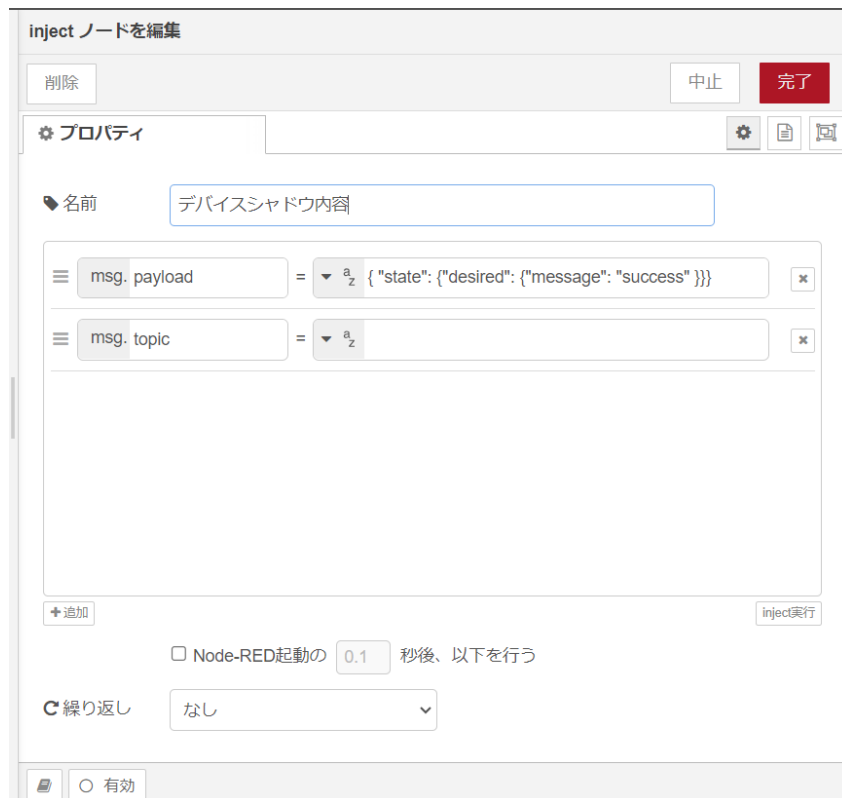 inject ノードを編集
削除 中止 完了
プロパティ
名前 デバイスシャドウ内容
msg. payload = az { "state": {"desired": {"message": "success" }}}
msg. topic = az
追加 inject実行
Node-RED起動の 0.1 秒後、以下を行う
繰り返し なし
有効